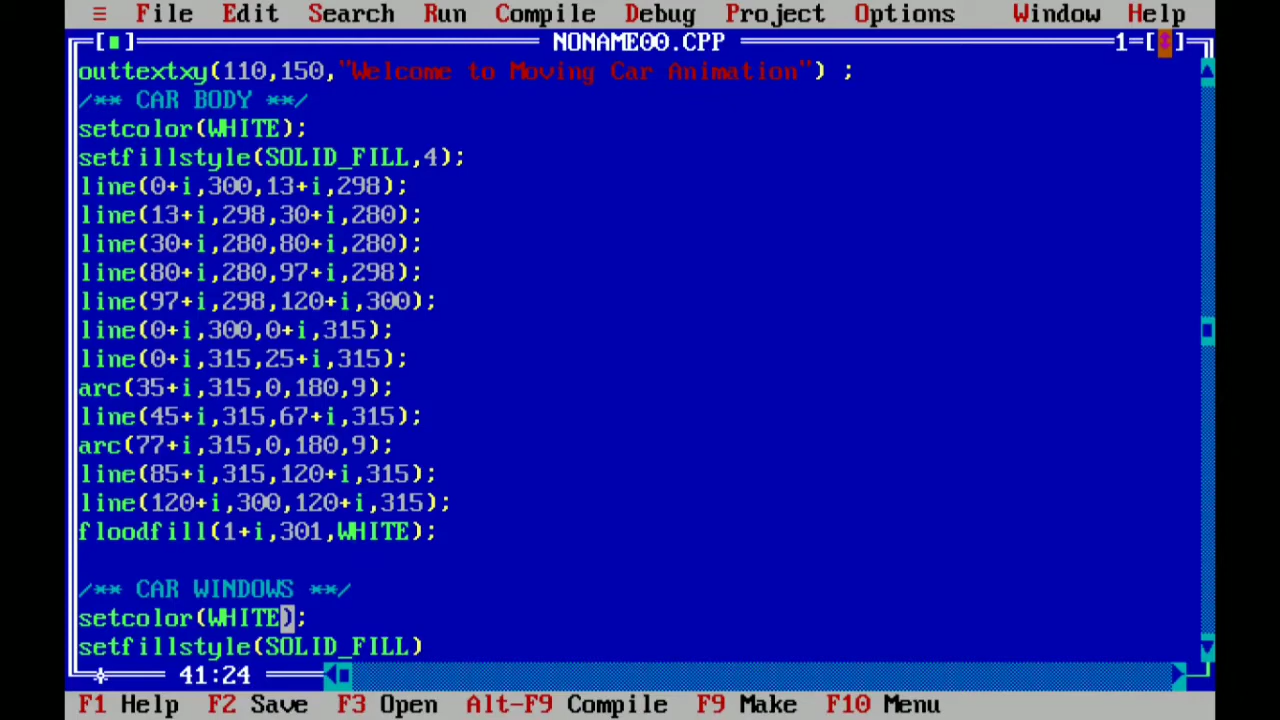 ≡ File Edit Search Run Compile Debug Project Options Window Help
[■] NONAME00.CPP 1=[↕]
outtextxy(110,150,"Welcome to Moving Car Animation") ;
/** CAR BODY **/
setcolor(WHITE);
setfillstyle(SOLID_FILL,4);
line(0+i,300,13+i,298);
line(13+i,298,30+i,280);
line(30+i,280,80+i,280);
line(80+i,280,97+i,298);
line(97+i,298,120+i,300);
line(0+i,300,0+i,315);
line(0+i,315,25+i,315);
arc(35+i,315,0,180,9);
line(45+i,315,67+i,315);
arc(77+i,315,0,180,9);
line(85+i,315,120+i,315);
line(120+i,300,120+i,315);
floodfill(1+i,301,WHITE);
/** CAR WINDOWS **/
setcolor(WHITE);
setfillstyle(SOLID_FILL)
41:24
F1 Help F2 Save F3 Open Alt-F9 Compile F9 Make F10 Menu